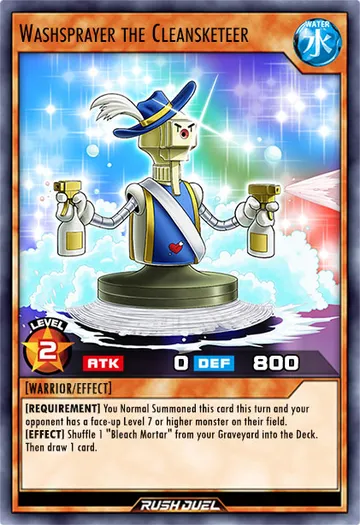 WASHSPRAYER THE CLEANSKETEER
WATER
水
LEVEL
2
ATK 0 DEF 800
[WARRIOR/EFFECT]
[REQUIREMENT] You Normal Summoned this card this turn and your
opponent has a face-up Level 7 or higher monster on their field.
[EFFECT] Shuffle 1 "Bleach Mortar" from your Graveyard into the Deck.
Then draw 1 card.
RUSH DUEL